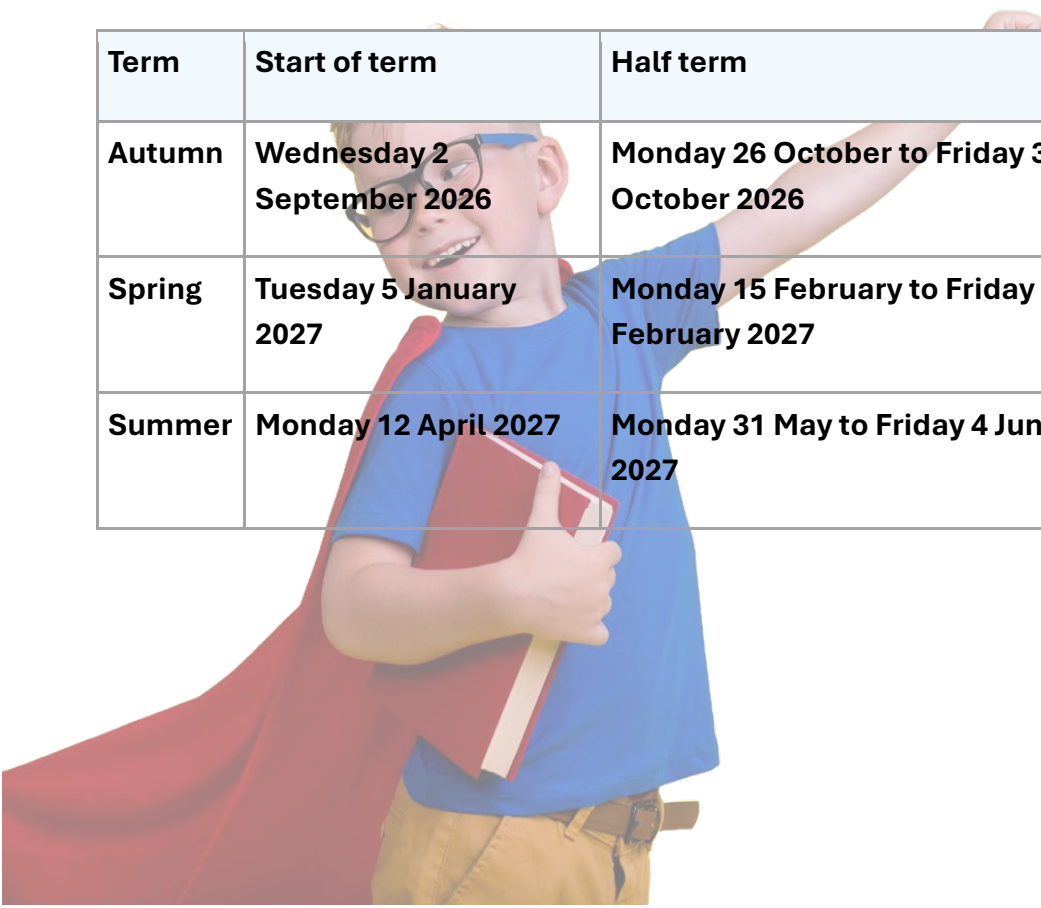 Term Start of term Half term
Autumn Wednesday 2 September 2026 Monday 26 October to Friday October 2026
Spring Tuesday 5 January 2027 Monday 15 February to Friday February 2027
Summer Monday 12 April 2027 Monday 31 May to Friday 4 2027